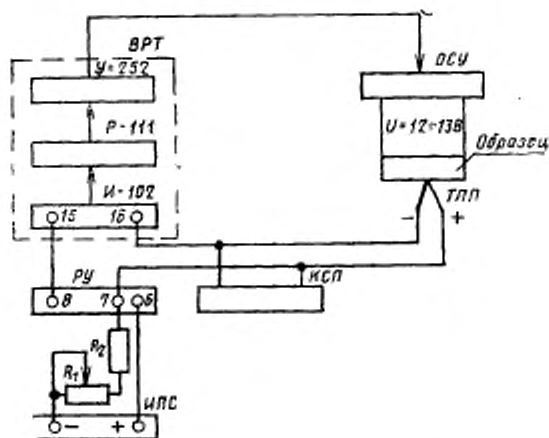 ВРТ
У-252
ОСУ
Р-111
U=12÷13В
Образец
И-102
15 16
ТПП
- +
РУ
КСП
8 7 6
R2
R1
ИПС
- +